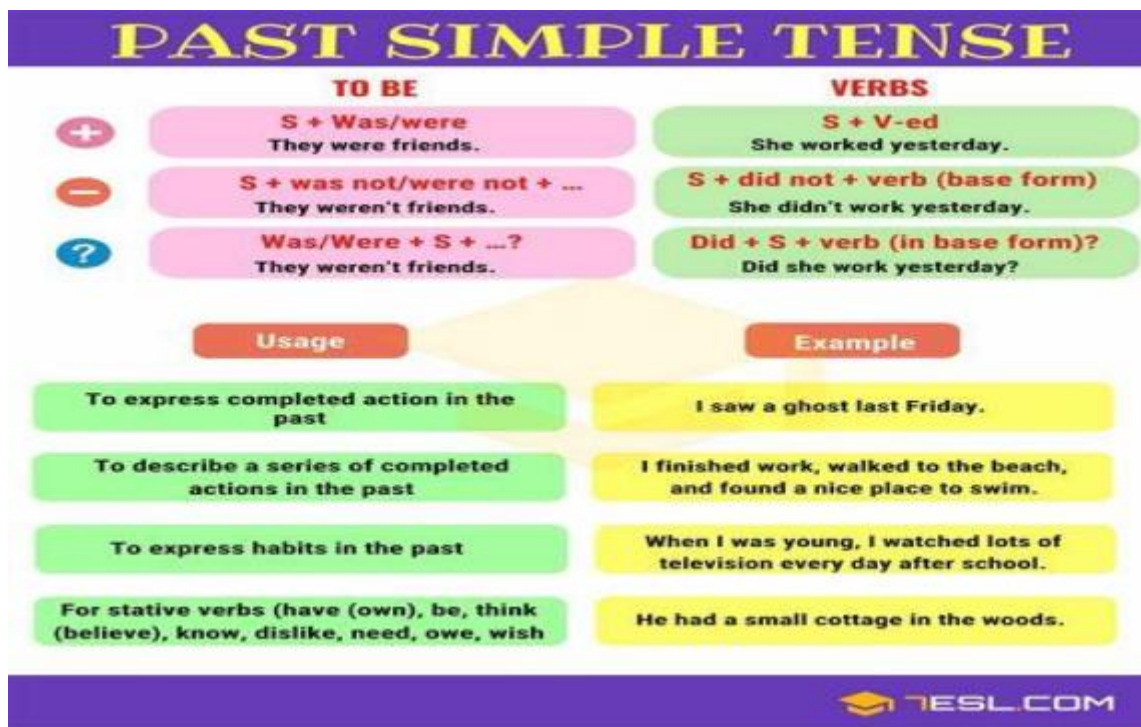 PAST SIMPLE TENSE
TO BE
VERBS
+
S + Was/were
They were friends.
S + V-ed
She worked yesterday.
−
S + was not/were not + ...
They weren't friends.
S + did not + verb (base form)
She didn't work yesterday.
?
Was/Were + S + ...?
They weren't friends.
Did + S + verb (in base form)?
Did she work yesterday?
Usage
Example
To express completed action in the
past
I saw a ghost last Friday.
To describe a series of completed
actions in the past
I finished work, walked to the beach,
and found a nice place to swim.
To express habits in the past
When I was young, I watched lots of
television every day after school.
For stative verbs (have (own), be, think
(believe), know, dislike, need, owe, wish
He had a small cottage in the woods.
7ESL.COM